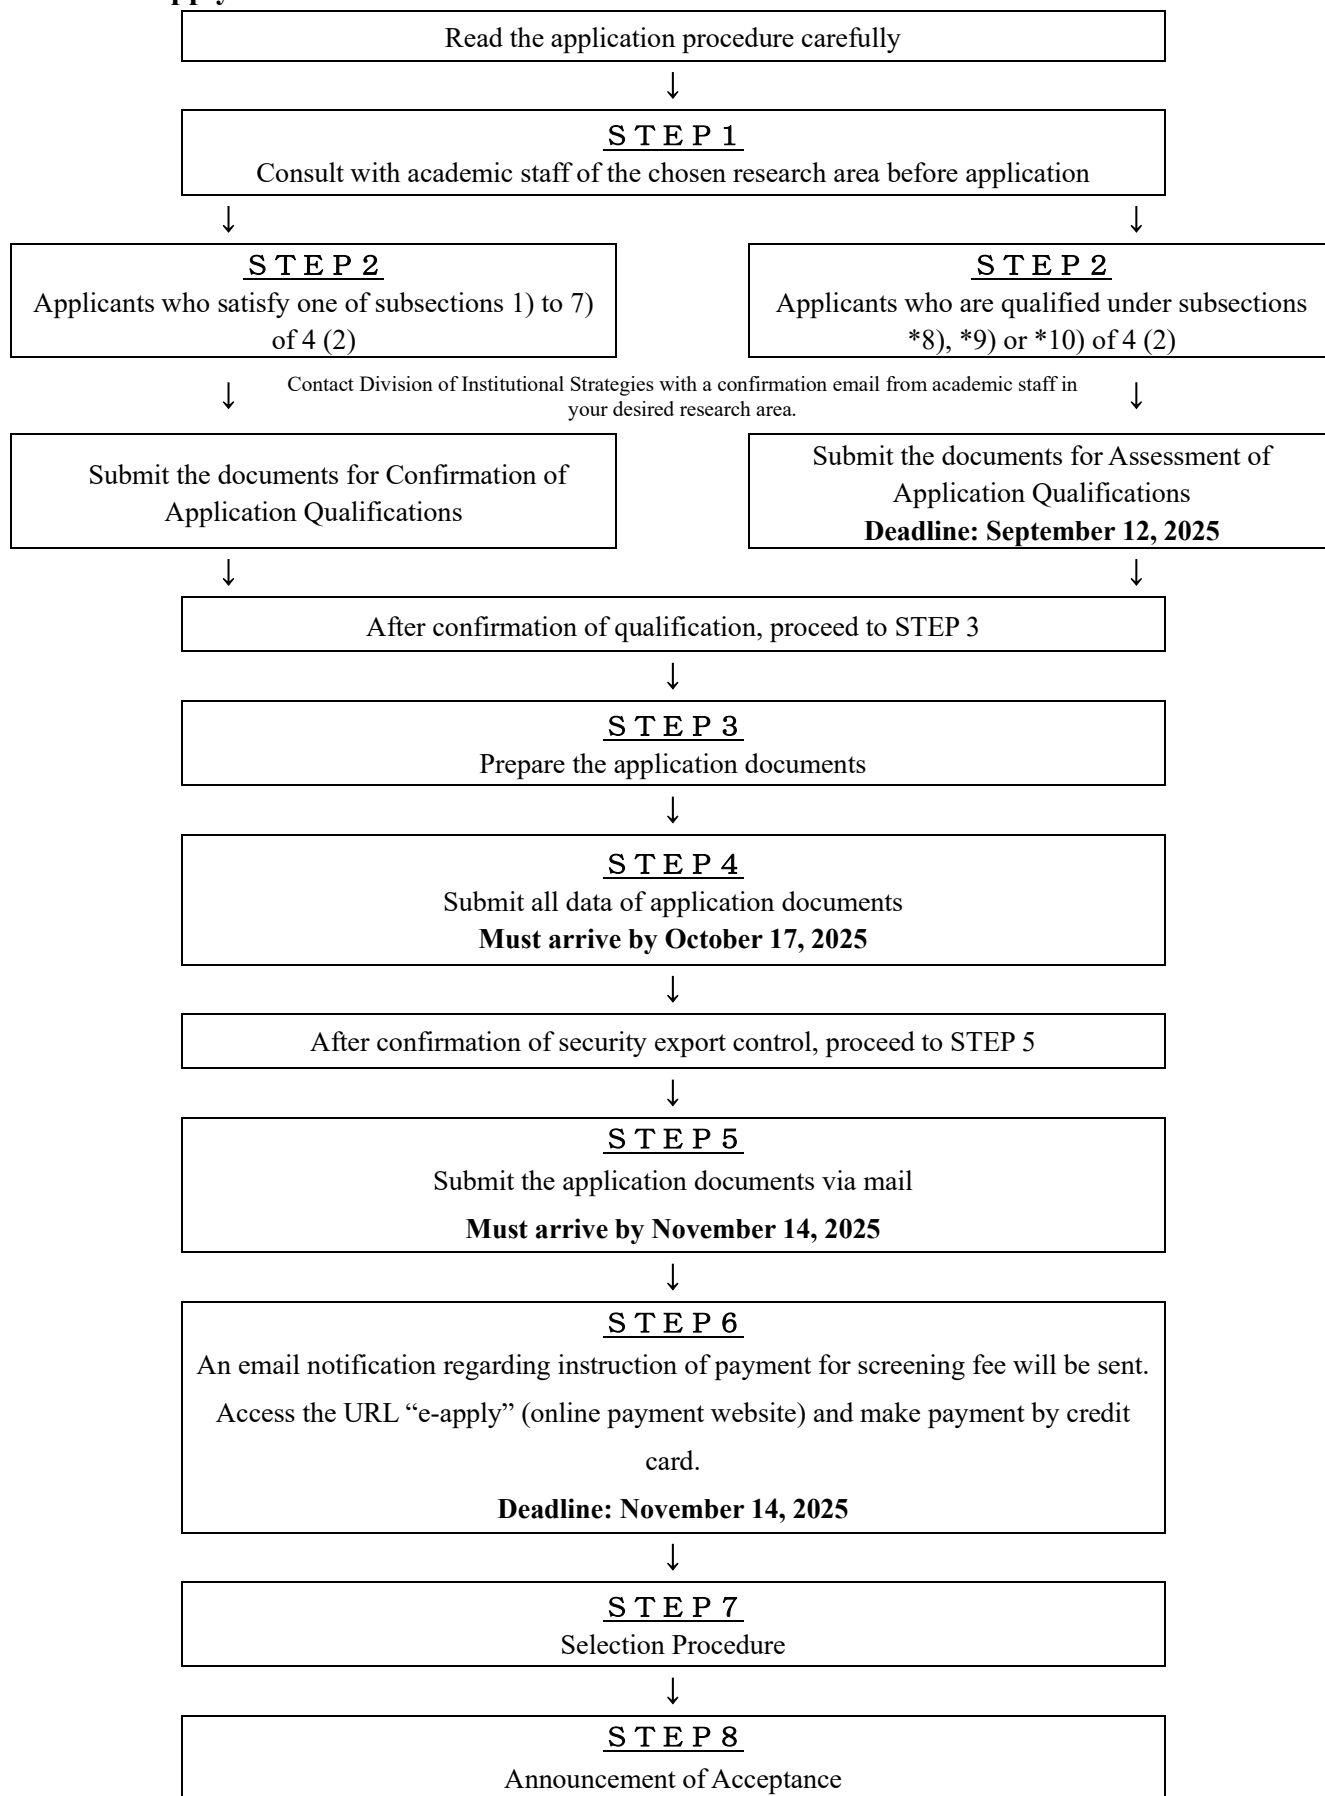 Read the application procedure carefully
↓
STEP1
Consult with academic staff of the chosen research area before application
↓ ↓
STEP2
Applicants who satisfy one of subsections 1) to 7)
of 4 (2)
STEP2
Applicants who are qualified under subsections
*8), *9) or *10) of 4 (2)
↓ ↓
Contact Division of Institutional Strategies with a confirmation email from academic staff in
your desired research area.
Submit the documents for Confirmation of
Application Qualifications
Submit the documents for Assessment of
Application Qualifications
Deadline: September 12, 2025
↓ ↓
After confirmation of qualification, proceed to STEP 3
↓
STEP3
Prepare the application documents
↓
STEP4
Submit all data of application documents
Must arrive by October 17, 2025
↓
After confirmation of security export control, proceed to STEP 5
↓
STEP5
Submit the application documents via mail
Must arrive by November 14, 2025
↓
STEP6
An email notification regarding instruction of payment for screening fee will be sent.
Access the URL “e-apply” (online payment website) and make payment by credit
card.
Deadline: November 14, 2025
↓
STEP7
Selection Procedure
↓
STEP8
Announcement of Acceptance